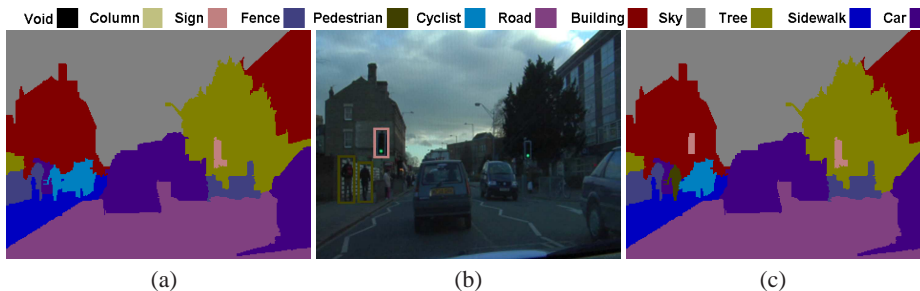 Void Column Sign Fence Pedestrian Cyclist Road Building Sky Tree Sidewalk Car
(a) (b) (c)